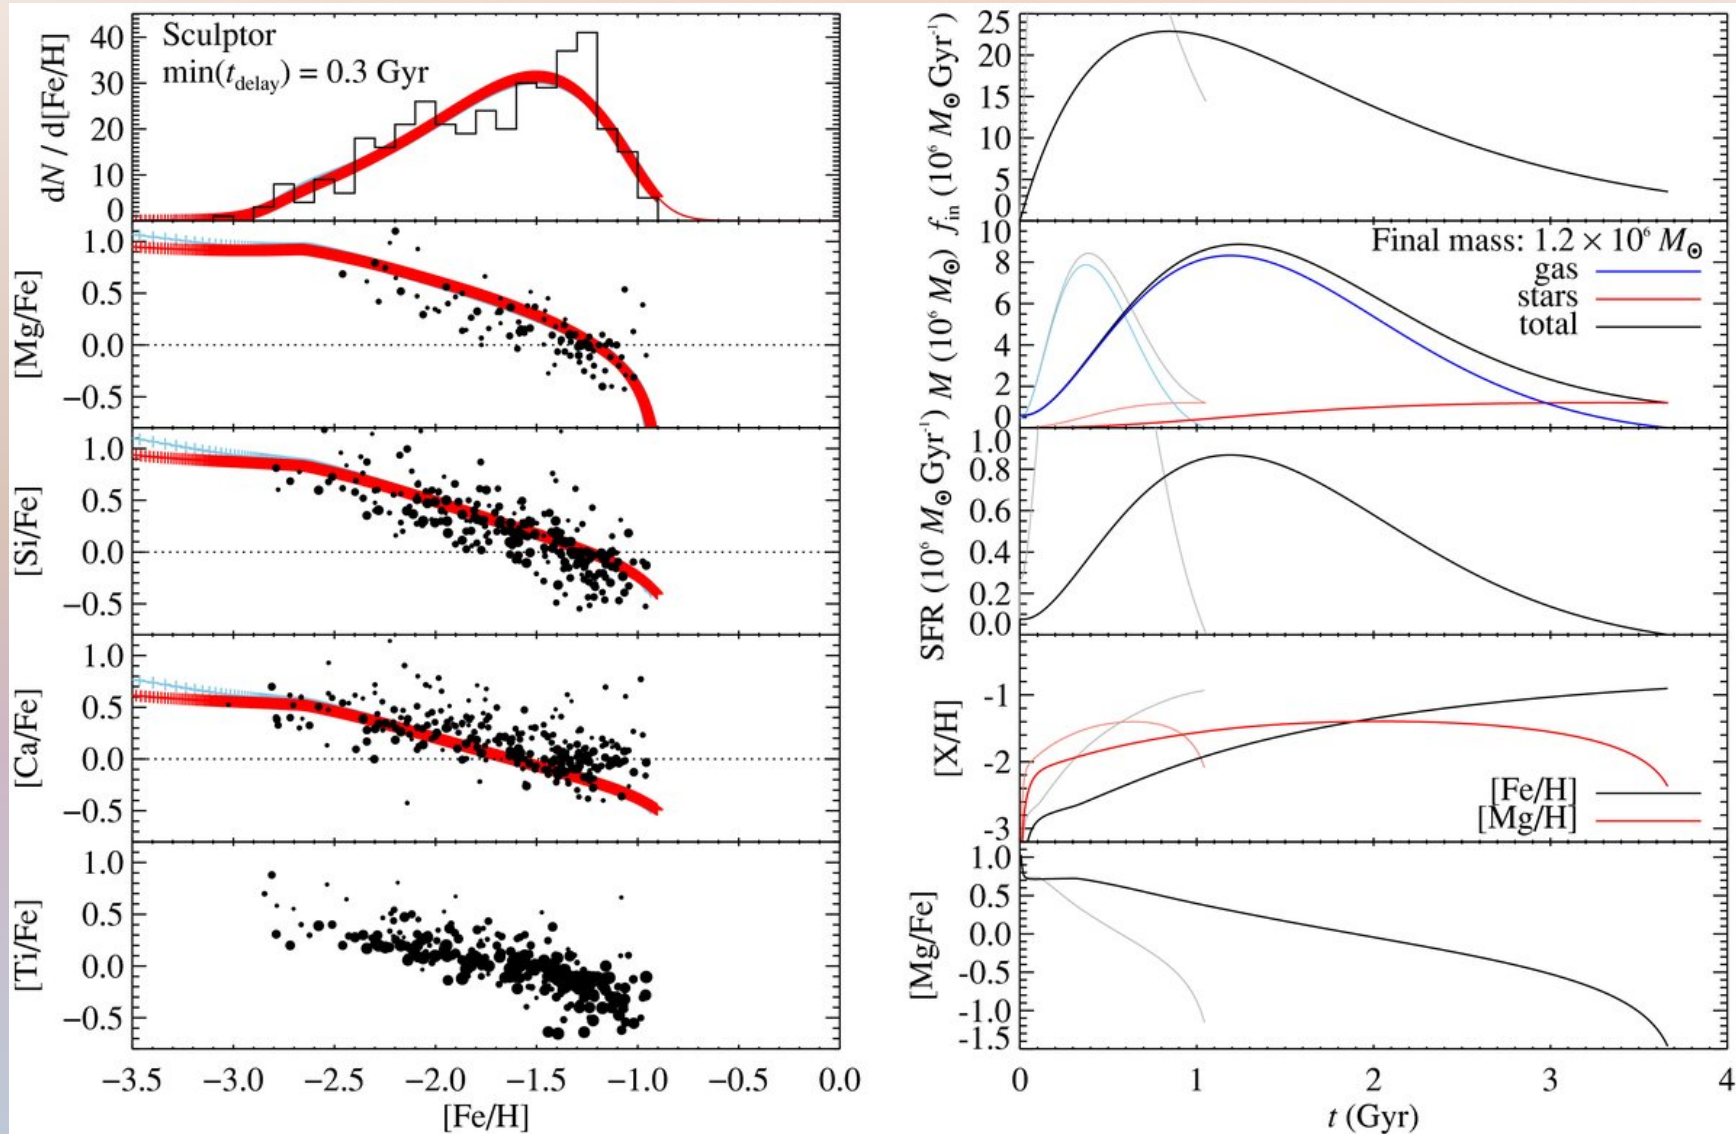 Sculptor
min(t_delay) = 0.3 Gyr
dN / d[Fe/H]
40
30
20
10
0
[Mg/Fe]
1.0
0.5
0.0
−0.5
[Si/Fe]
1.0
0.5
0.0
−0.5
[Ca/Fe]
1.0
0.5
0.0
−0.5
[Ti/Fe]
1.0
0.5
0.0
−0.5
−3.5 −3.0 −2.5 −2.0 −1.5 −1.0 −0.5 0.0
[Fe/H]
f_in (10⁶ M⊙ Gyr⁻¹)
25
20
15
10
5
0
M (10⁶ M⊙)
10
8
6
4
2
0
Final mass: 1.2 × 10⁶ M⊙
gas
stars
total
SFR (10⁶ M⊙ Gyr⁻¹)
1.0
0.8
0.6
0.4
0.2
0.0
[X/H]
-1
-2
-3
[Fe/H]
[Mg/H]
[Mg/Fe]
1.0
0.5
0.0
-0.5
-1.0
-1.5
0 1 2 3 4
t (Gyr)